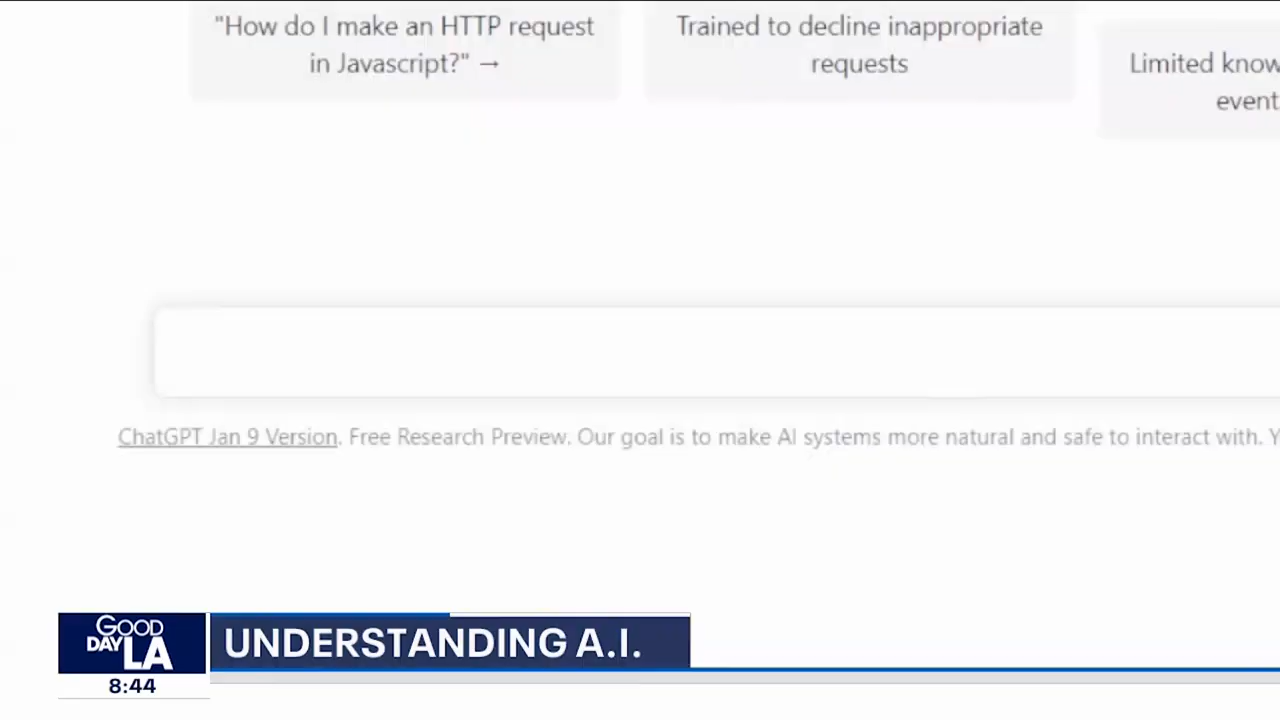 "How do I make an HTTP request
in Javascript?" →
Trained to decline inappropriate
requests
Limited know
event
ChatGPT Jan 9 Version. Free Research Preview. Our goal is to make AI systems more natural and safe to interact with. Y
GOOD
DAY LA
UNDERSTANDING A.I.
8:44